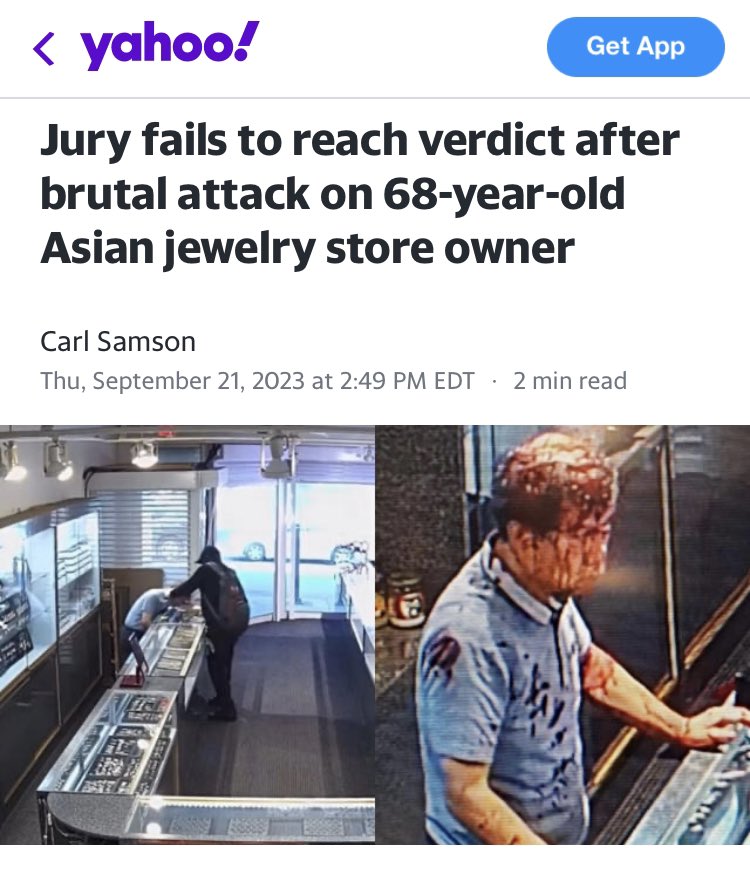 yahoo!
Get App
Jury fails to reach verdict after
brutal attack on 68-year-old
Asian jewelry store owner
Carl Samson
Thu, September 21, 2023 at 2:49 PM EDT · 2 min read